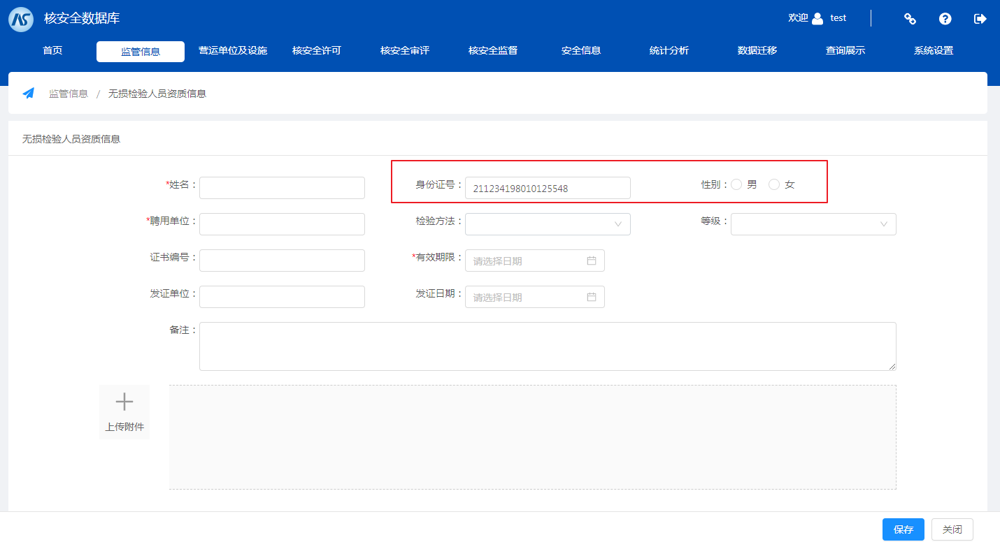 核安全数据库
欢迎 test
首页 监管信息 营运单位及设施 核安全许可 核安全审评 核安全监督 安全信息 统计分析 数据迁移 查询展示 系统设置
监管信息 / 无损检验人员资质信息
无损检验人员资质信息
*姓名： 身份证号： 211234198010125548 性别： 男 女
*聘用单位： 检验方法： 等级：
证书编号： *有效期限： 请选择日期
发证单位： 发证日期： 请选择日期
备注：
上传附件
保存 关闭